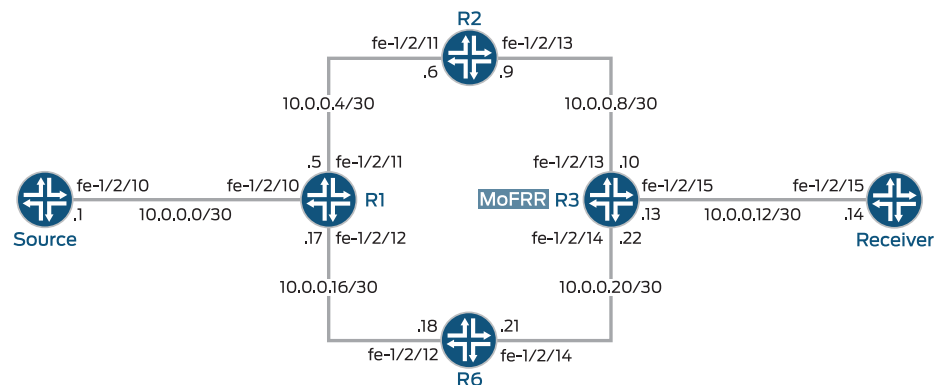 R2
fe-1/2/11
fe-1/2/13
.6
.9
10.0.0.4/30
10.0.0.8/30
.5
fe-1/2/11
fe-1/2/13
.10
fe-1/2/10
fe-1/2/10
R1
MoFRR
R3
fe-1/2/15
fe-1/2/15
.1
10.0.0.0/30
.13
10.0.0.12/30
.14
Source
.17
fe-1/2/12
fe-1/2/14
.22
Receiver
10.0.0.16/30
10.0.0.20/30
.18
.21
fe-1/2/12
fe-1/2/14
R6